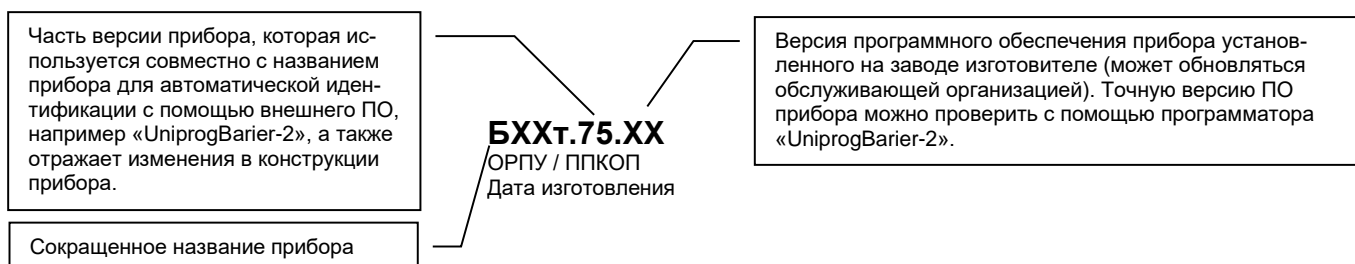 Часть версии прибора, которая ис-
пользуется совместно с названием
прибора для автоматической иден-
тификации с помощью внешнего ПО,
например «UniprogBarier-2», а также
отражает изменения в конструкции
прибора.
Сокращенное название прибора
БХХт.75.ХХ
ОРПУ / ППКОП
Дата изготовления
Версия программного обеспечения прибора установ-
ленного на заводе изготовителе (может обновляться
обслуживающей организацией). Точную версию ПО
прибора можно проверить с помощью программатора
«UniprogBarier-2».